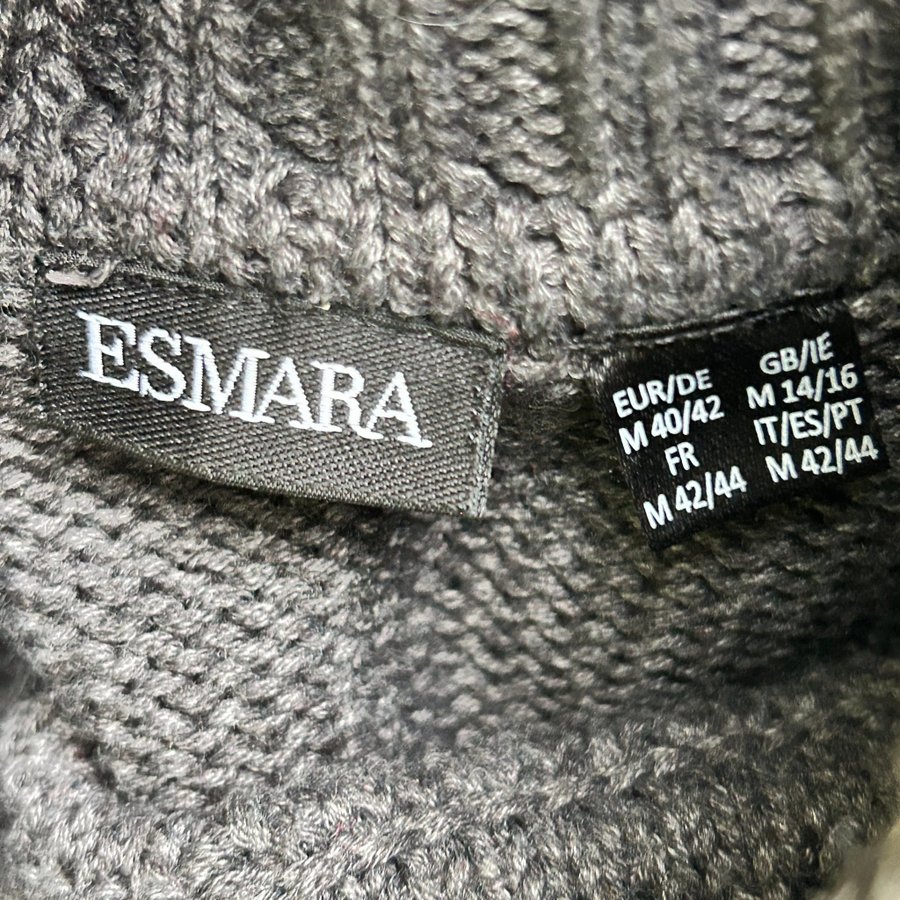 ESMARA
EUR/DE
M 40/42
FR
M 42/44
GB/IE
M 14/16
IT/ES/PT
M 42/44